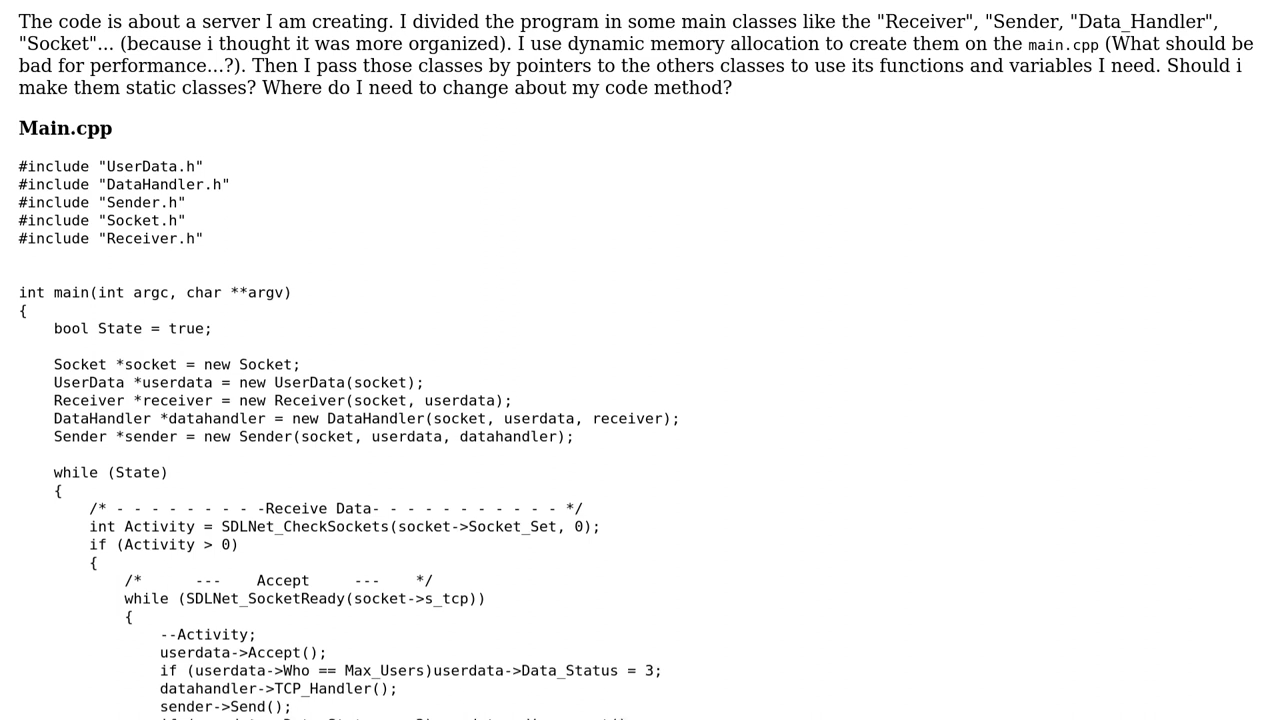 The code is about a server I am creating. I divided the program in some main classes like the "Receiver", "Sender, "Data_Handler",
"Socket"... (because i thought it was more organized). I use dynamic memory allocation to create them on the main.cpp (What should be
bad for performance...?). Then I pass those classes by pointers to the others classes to use its functions and variables I need. Should i
make them static classes? Where do I need to change about my code method?
Main.cpp
#include "UserData.h"
#include "DataHandler.h"
#include "Sender.h"
#include "Socket.h"
#include "Receiver.h"
int main(int argc, char **argv)
{
    bool State = true;
    Socket *socket = new Socket;
    UserData *userdata = new UserData(socket);
    Receiver *receiver = new Receiver(socket, userdata);
    DataHandler *datahandler = new DataHandler(socket, userdata, receiver);
    Sender *sender = new Sender(socket, userdata, datahandler);
    while (State)
    {
        /* - - - - - - - - -Receive Data- - - - - - - - - - - */
        int Activity = SDLNet_CheckSockets(socket->Socket_Set, 0);
        if (Activity > 0)
        {
            /*      ---    Accept     ---    */
            while (SDLNet_SocketReady(socket->s_tcp))
            {
                --Activity;
                userdata->Accept();
                if (userdata->Who == Max_Users)userdata->Data_Status = 3;
                datahandler->TCP_Handler();
                sender->Send();